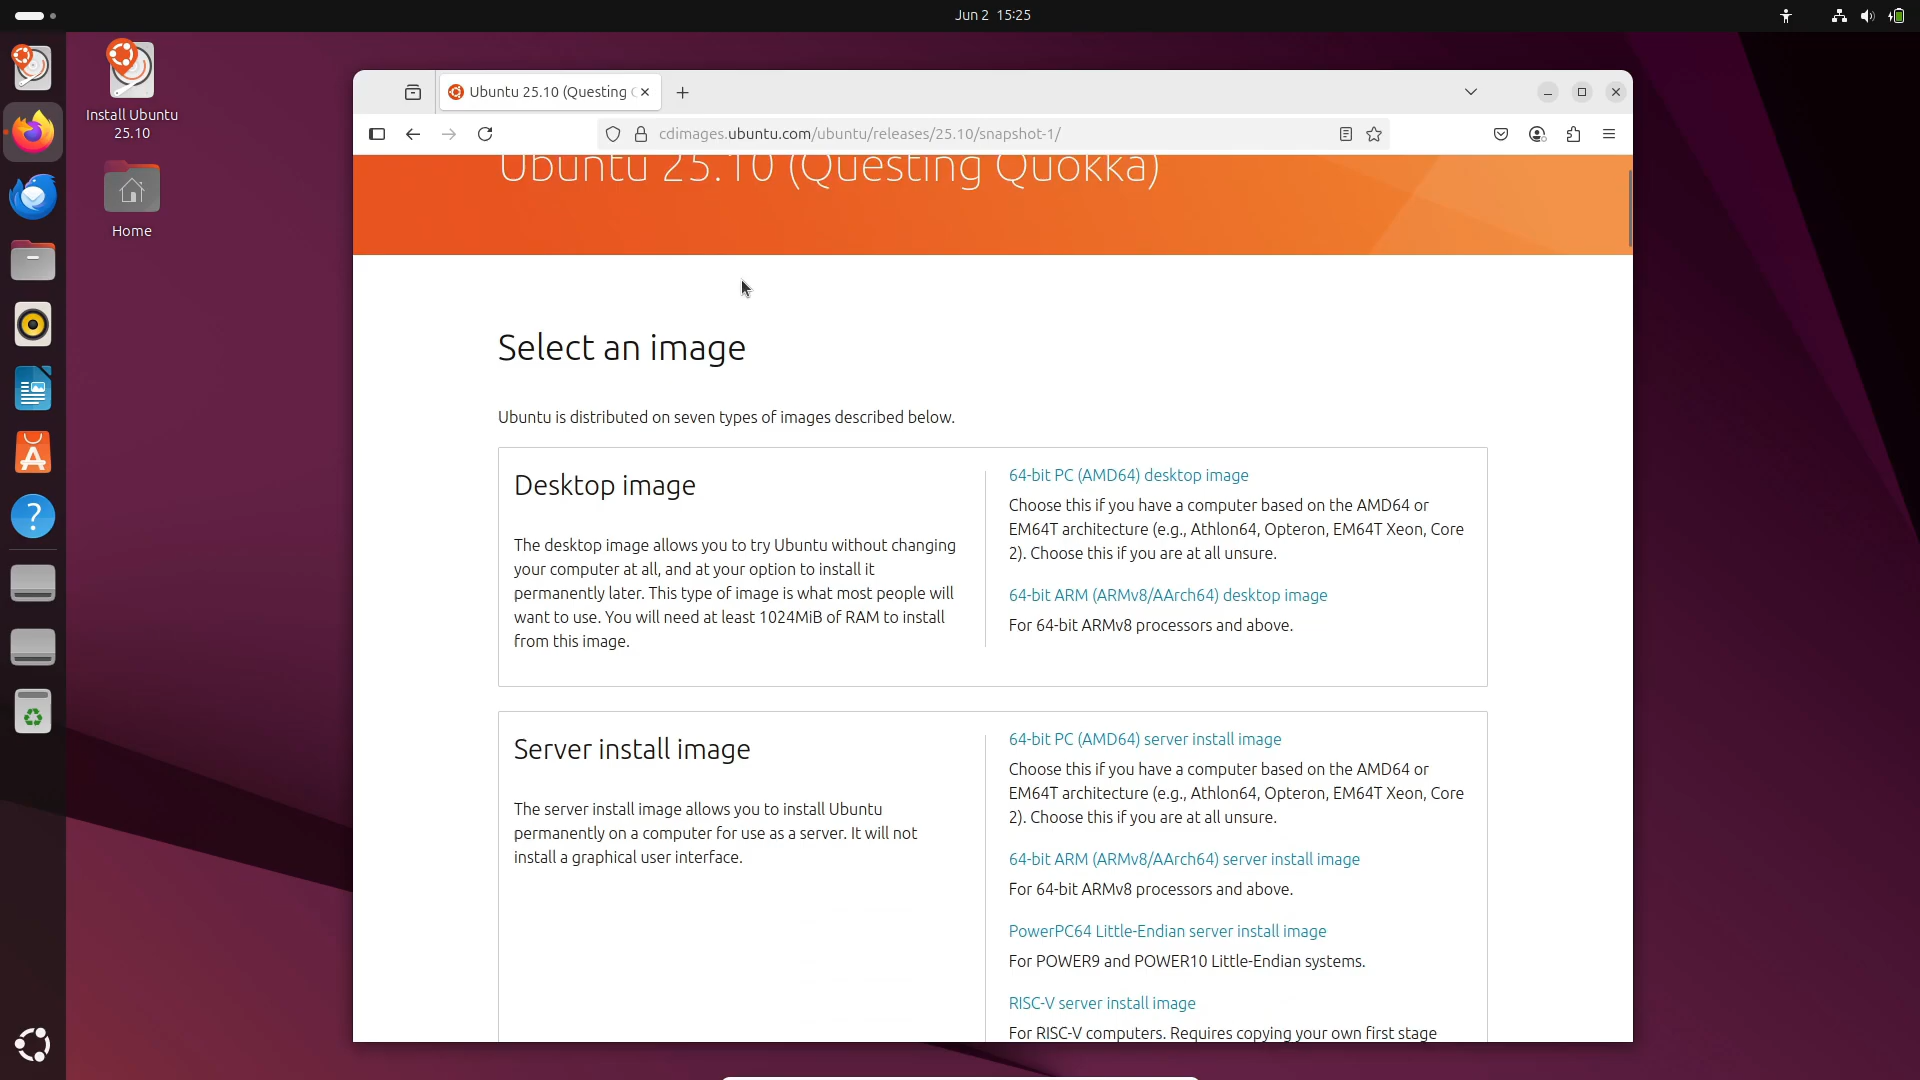 Jun 2 15:25
Install Ubuntu
25.10
Home
Ubuntu 25.10 (Questing
cdimages.ubuntu.com/ubuntu/releases/25.10/snapshot-1/
Ubuntu 25.10 (Questing Quokka)
Select an image
Ubuntu is distributed on seven types of images described below.
Desktop image
The desktop image allows you to try Ubuntu without changing
your computer at all, and at your option to install it
permanently later. This type of image is what most people will
want to use. You will need at least 1024MiB of RAM to install
from this image.
64-bit PC (AMD64) desktop image
Choose this if you have a computer based on the AMD64 or
EM64T architecture (e.g., Athlon64, Opteron, EM64T Xeon, Core
2). Choose this if you are at all unsure.
64-bit ARM (ARMv8/AArch64) desktop image
For 64-bit ARMv8 processors and above.
Server install image
The server install image allows you to install Ubuntu
permanently on a computer for use as a server. It will not
install a graphical user interface.
64-bit PC (AMD64) server install image
Choose this if you have a computer based on the AMD64 or
EM64T architecture (e.g., Athlon64, Opteron, EM64T Xeon, Core
2). Choose this if you are at all unsure.
64-bit ARM (ARMv8/AArch64) server install image
For 64-bit ARMv8 processors and above.
PowerPC64 Little-Endian server install image
For POWER9 and POWER10 Little-Endian systems.
RISC-V server install image
For RISC-V computers. Requires copying your own first stage